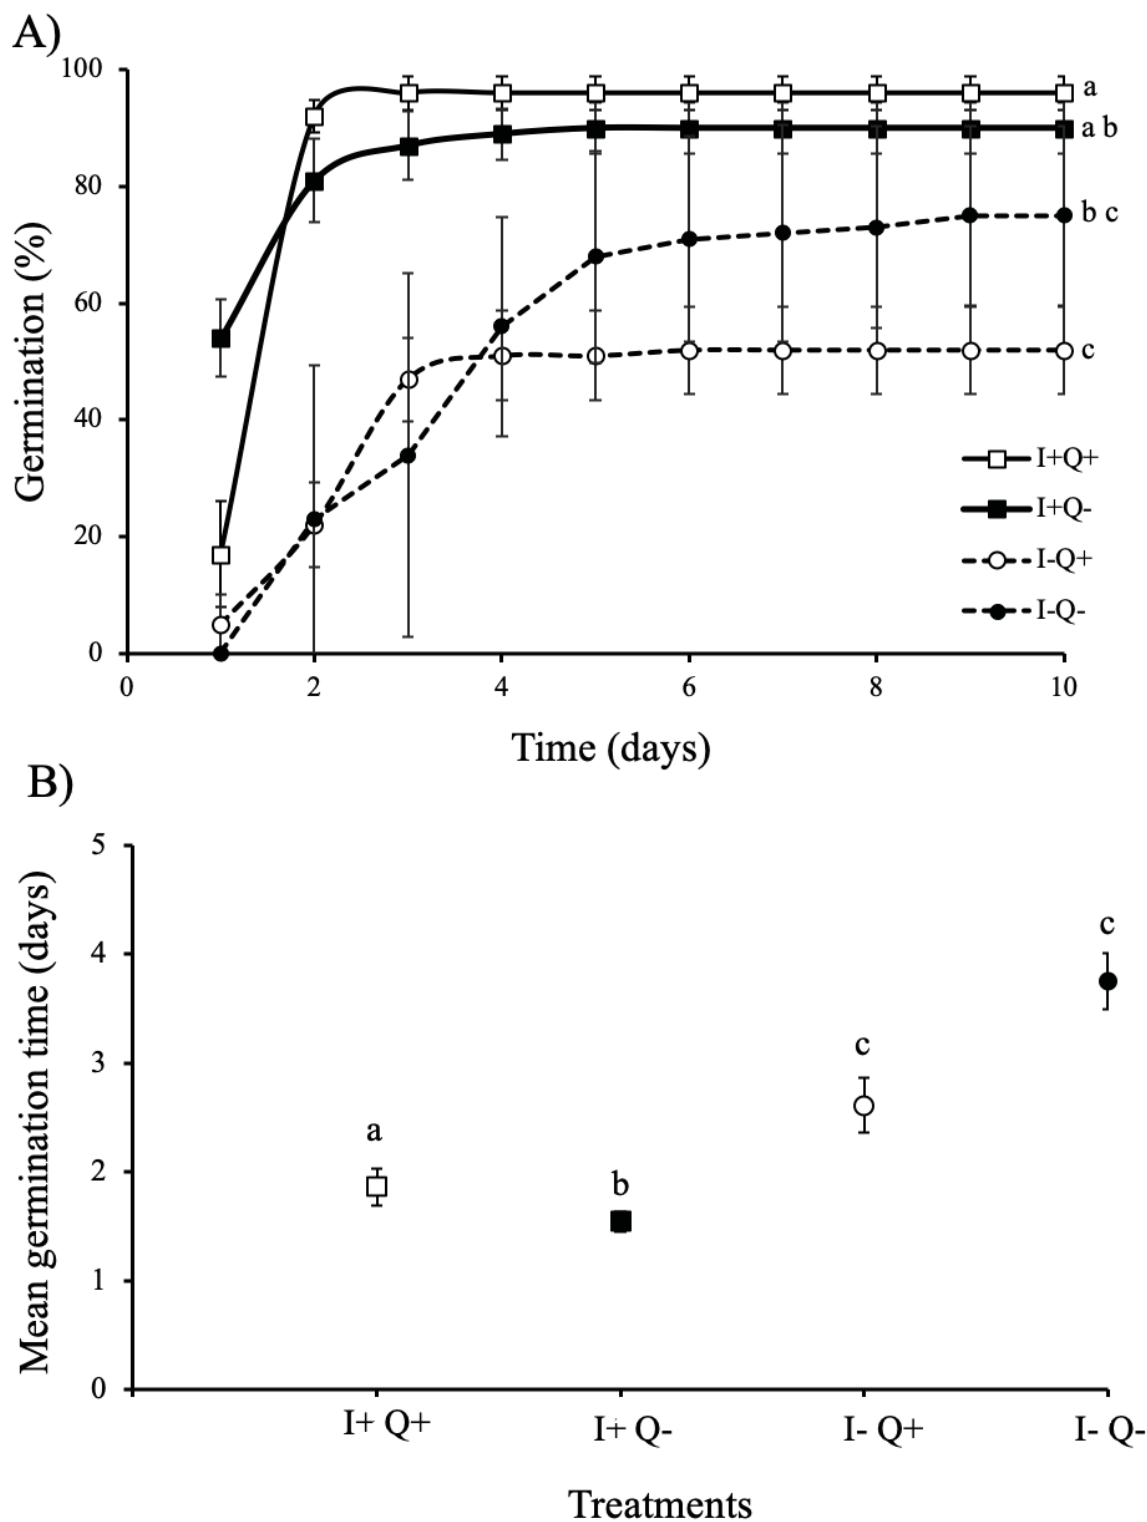 A)
100
80
60
40
20
0
Germination (%)
a
a b
b c
c
I+Q+
I+Q-
I-Q+
I-Q-
0 2 4 6 8 10
Time (days)
B)
5
4
3
2
1
0
Mean germination time (days)
a
b
c
c
I+ Q+ I+ Q- I- Q+ I- Q-
Treatments